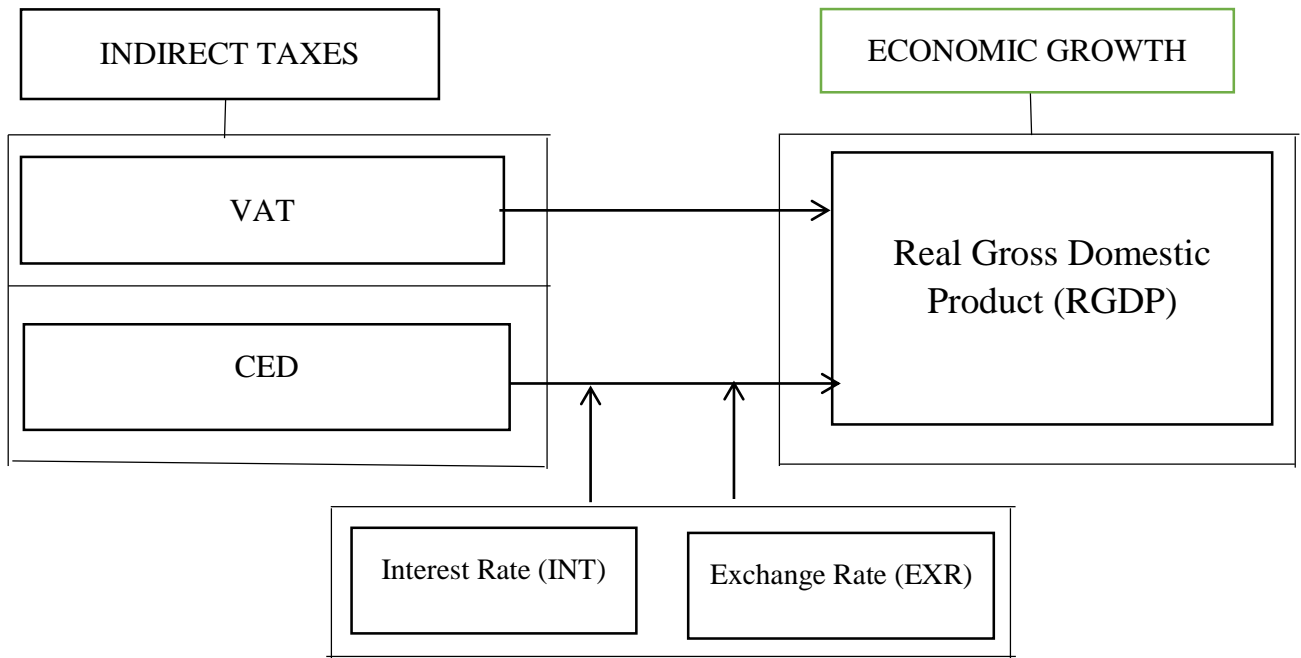 INDIRECT TAXES
ECONOMIC GROWTH
VAT
CED
Real Gross Domestic
Product (RGDP)
Interest Rate (INT)
Exchange Rate (EXR)